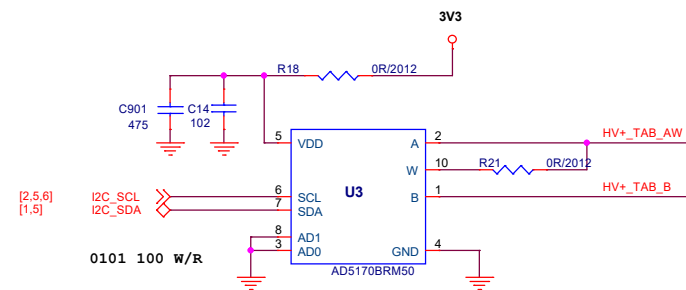 3V3
R18 0R/2012
C901 475
C14 102
5 VDD A 2 HV+_TAB_AW
W 10 R21 0R/2012
[2,5,6] I2C_SCL 6 SCL U3 B 1 HV+_TAB_B
[1,5] I2C_SDA 7 SDA
8 AD1
3 AD0 GND 4
0101 100 W/R
AD5170BRM50